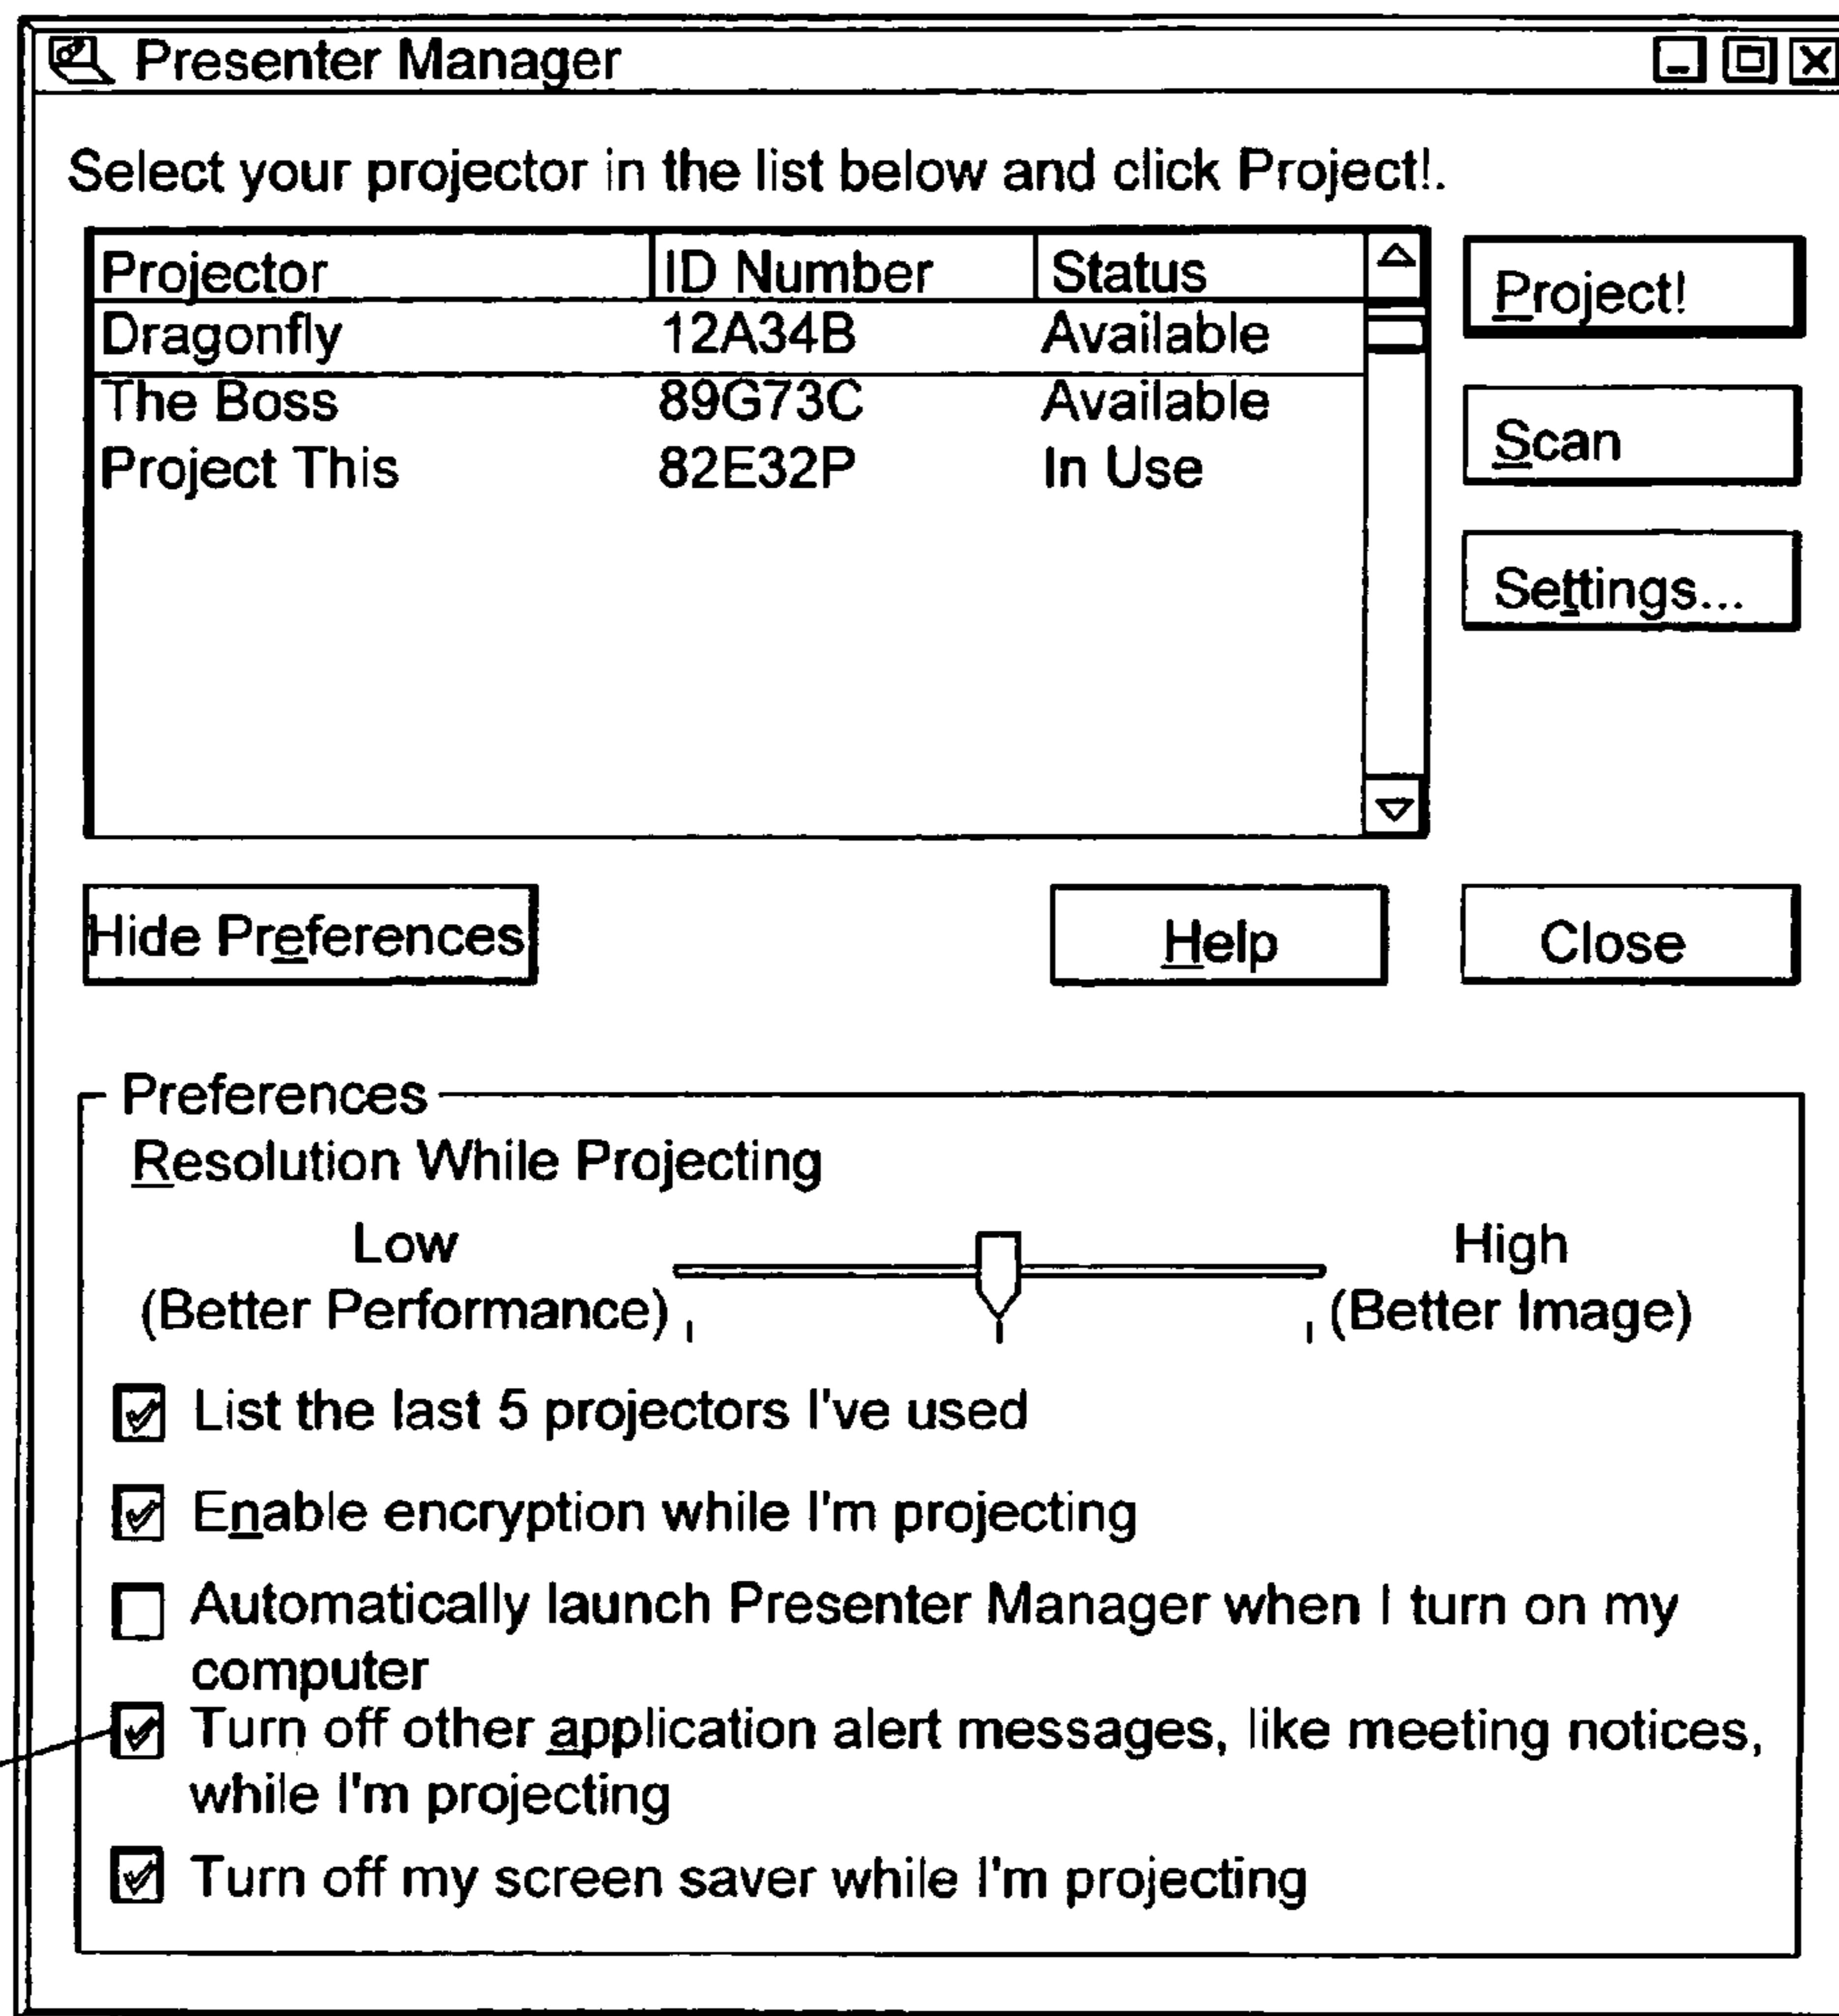 Presenter Manager
Select your projector in the list below and click Project!.
Projector ID Number Status
Dragonfly 12A34B Available
The Boss 89G73C Available
Project This 82E32P In Use
Project!
Scan
Settings...
Hide Preferences Help Close
Preferences
Resolution While Projecting
Low High
(Better Performance) (Better Image)
List the last 5 projectors I've used
Enable encryption while I'm projecting
Automatically launch Presenter Manager when I turn on my
computer
Turn off other application alert messages, like meeting notices,
while I'm projecting
Turn off my screen saver while I'm projecting